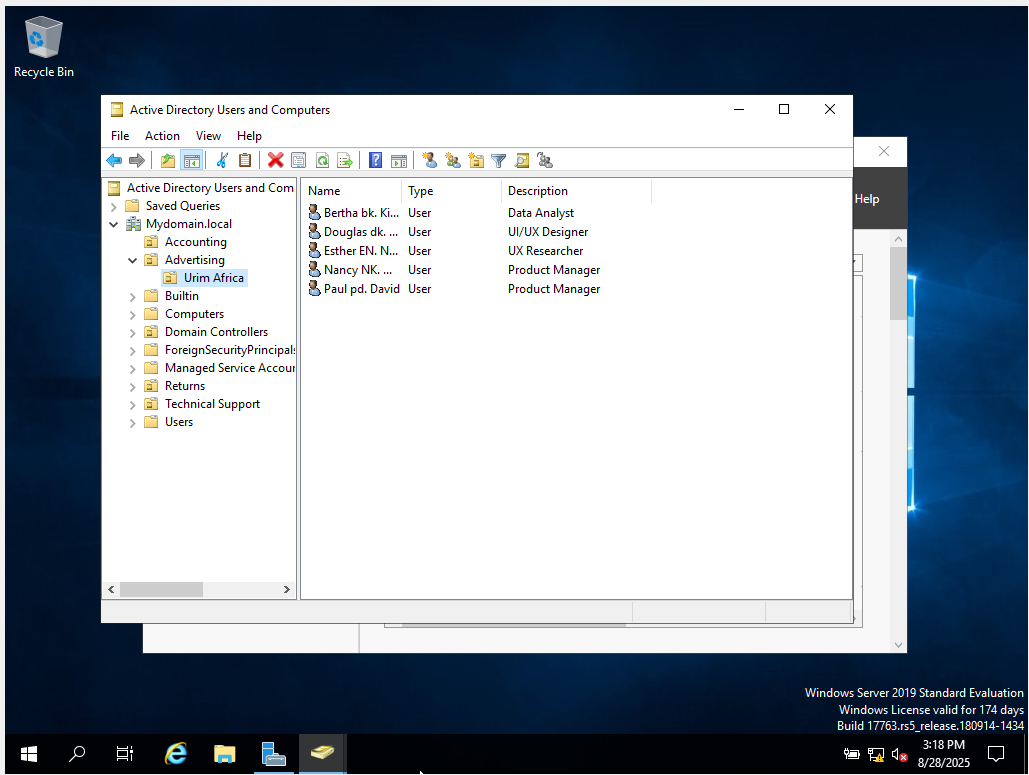 Recycle Bin
Active Directory Users and Computers
File Action View Help
Help
Active Directory Users and Com
Saved Queries
Mydomain.local
Accounting
Advertising
Urim Africa
Builtin
Computers
Domain Controllers
ForeignSecurityPrincipals
Managed Service Accour
Returns
Technical Support
Users
Name Type Description
Bertha bk. Ki... User Data Analyst
Douglas dk. ... User UI/UX Designer
Esther EN. N... User UX Researcher
Nancy NK. ... User Product Manager
Paul pd. David User Product Manager
Windows Server 2019 Standard Evaluation
Windows License valid for 174 days
Build 17763.rs5_release.180914-1434
3:18 PM
8/28/2025